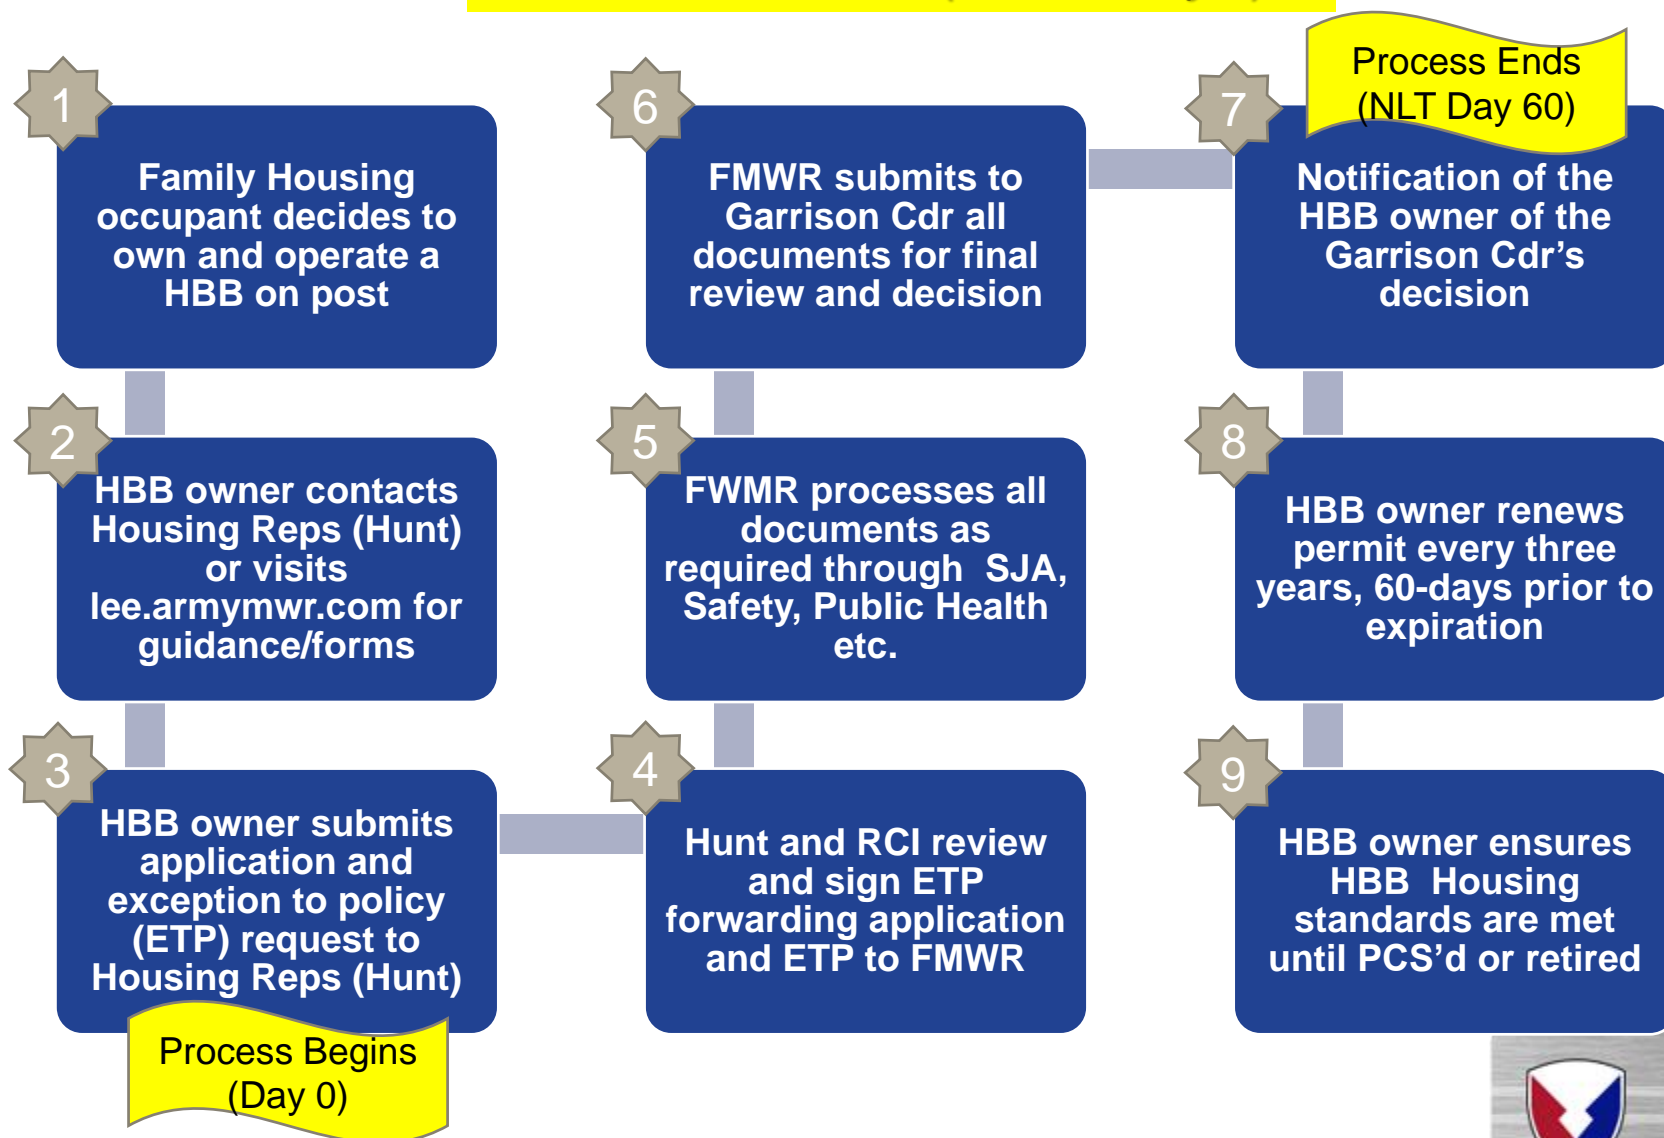 1
Family Housing
occupant decides to
own and operate a
HBB on post
2
HBB owner contacts
Housing Reps (Hunt)
or visits
lee.armymwr.com for
guidance/forms
3
HBB owner submits
application and
exception to policy
(ETP) request to
Housing Reps (Hunt)
Process Begins
(Day 0)
4
Hunt and RCI review
and sign ETP
forwarding application
and ETP to FMWR
5
FWMR processes all
documents as
required through  SJA,
Safety, Public Health
etc.
6
FMWR submits to
Garrison Cdr all
documents for final
review and decision
7
Process Ends
(NLT Day 60)
Notification of the
HBB owner of the
Garrison Cdr’s
decision
8
HBB owner renews
permit every three
years, 60-days prior to
expiration
9
HBB owner ensures
HBB  Housing
standards are met
until PCS’d or retired